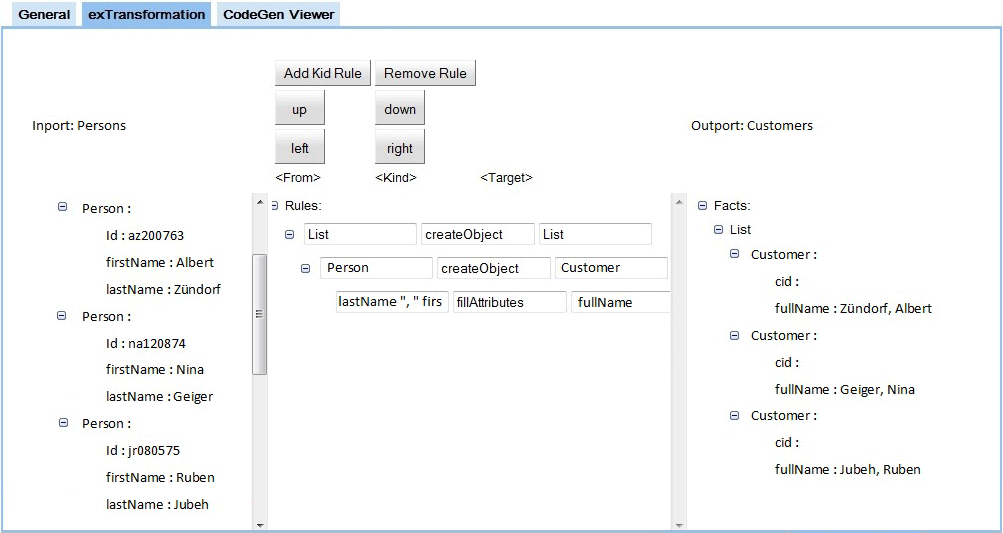 General exTransformation CodeGen Viewer
Add Kid Rule Remove Rule
up down
Inport: Persons
Outport: Customers
left right
<From> <Kind> <Target>
Person :
Id : az200763
firstName : Albert
lastName : Zündorf
Person :
Id : na120874
firstName : Nina
lastName : Geiger
Person :
Id : jr080575
firstName : Ruben
lastName : Jubeh
Rules:
List createObject List
Person createObject Customer
lastName ", " firs fillAttributes fullName
Facts:
List
Customer :
cid :
fullName : Zündorf, Albert
Customer :
cid :
fullName : Geiger, Nina
Customer :
cid :
fullName : Jubeh, Ruben